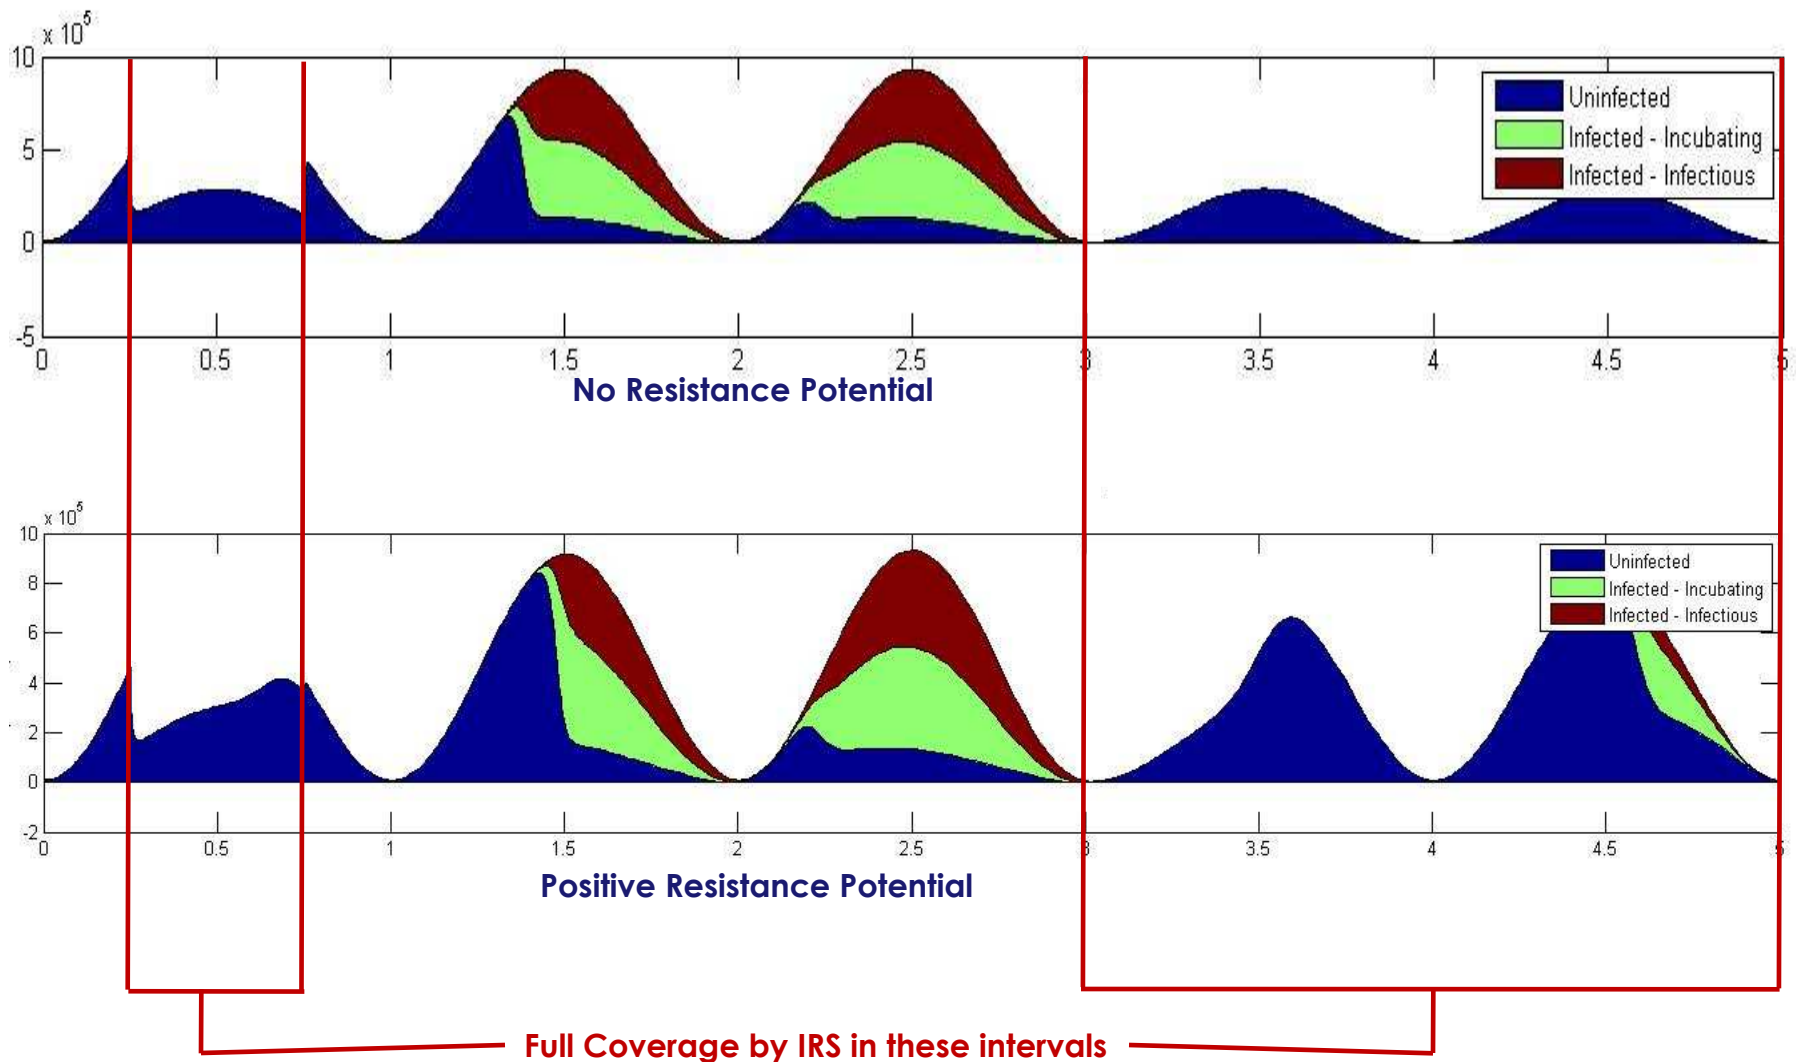 x 10^5
10
5
0
-5
Uninfected
Infected - Incubating
Infected - Infectious
0 0.5 1 1.5 2 2.5 3 3.5 4 4.5 5
No Resistance Potential
x 10^5
10
8
6
4
2
0
-2
Uninfected
Infected - Incubating
Infected - Infectious
0 0.5 1 1.5 2 2.5 3 3.5 4 4.5 5
Positive Resistance Potential
Full Coverage by IRS in these intervals